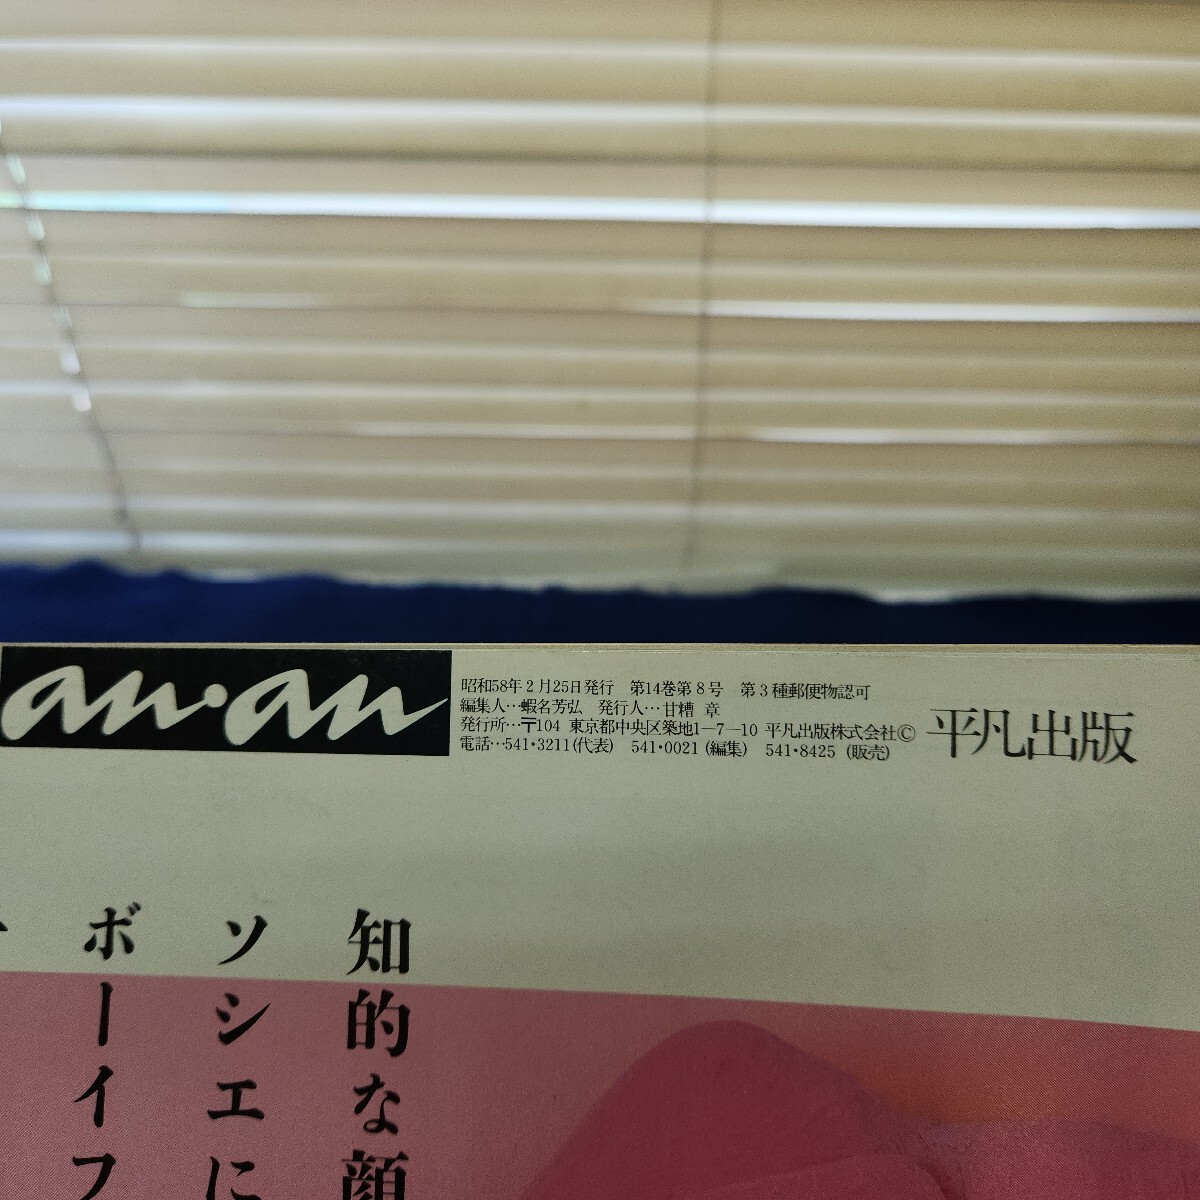 an・an
昭和58年2月25日発行　第14巻第8号　第3種郵便物認可
編集人…蝦名芳弘　発行人…甘糟 章
発行所…〒104 東京都中央区築地1―7―10 平凡出版株式会社©
電話…541・3211(代表)　541・0021(編集)　541・8425(販売)
平凡出版
知的な顔
ソシエに
ボーイフ